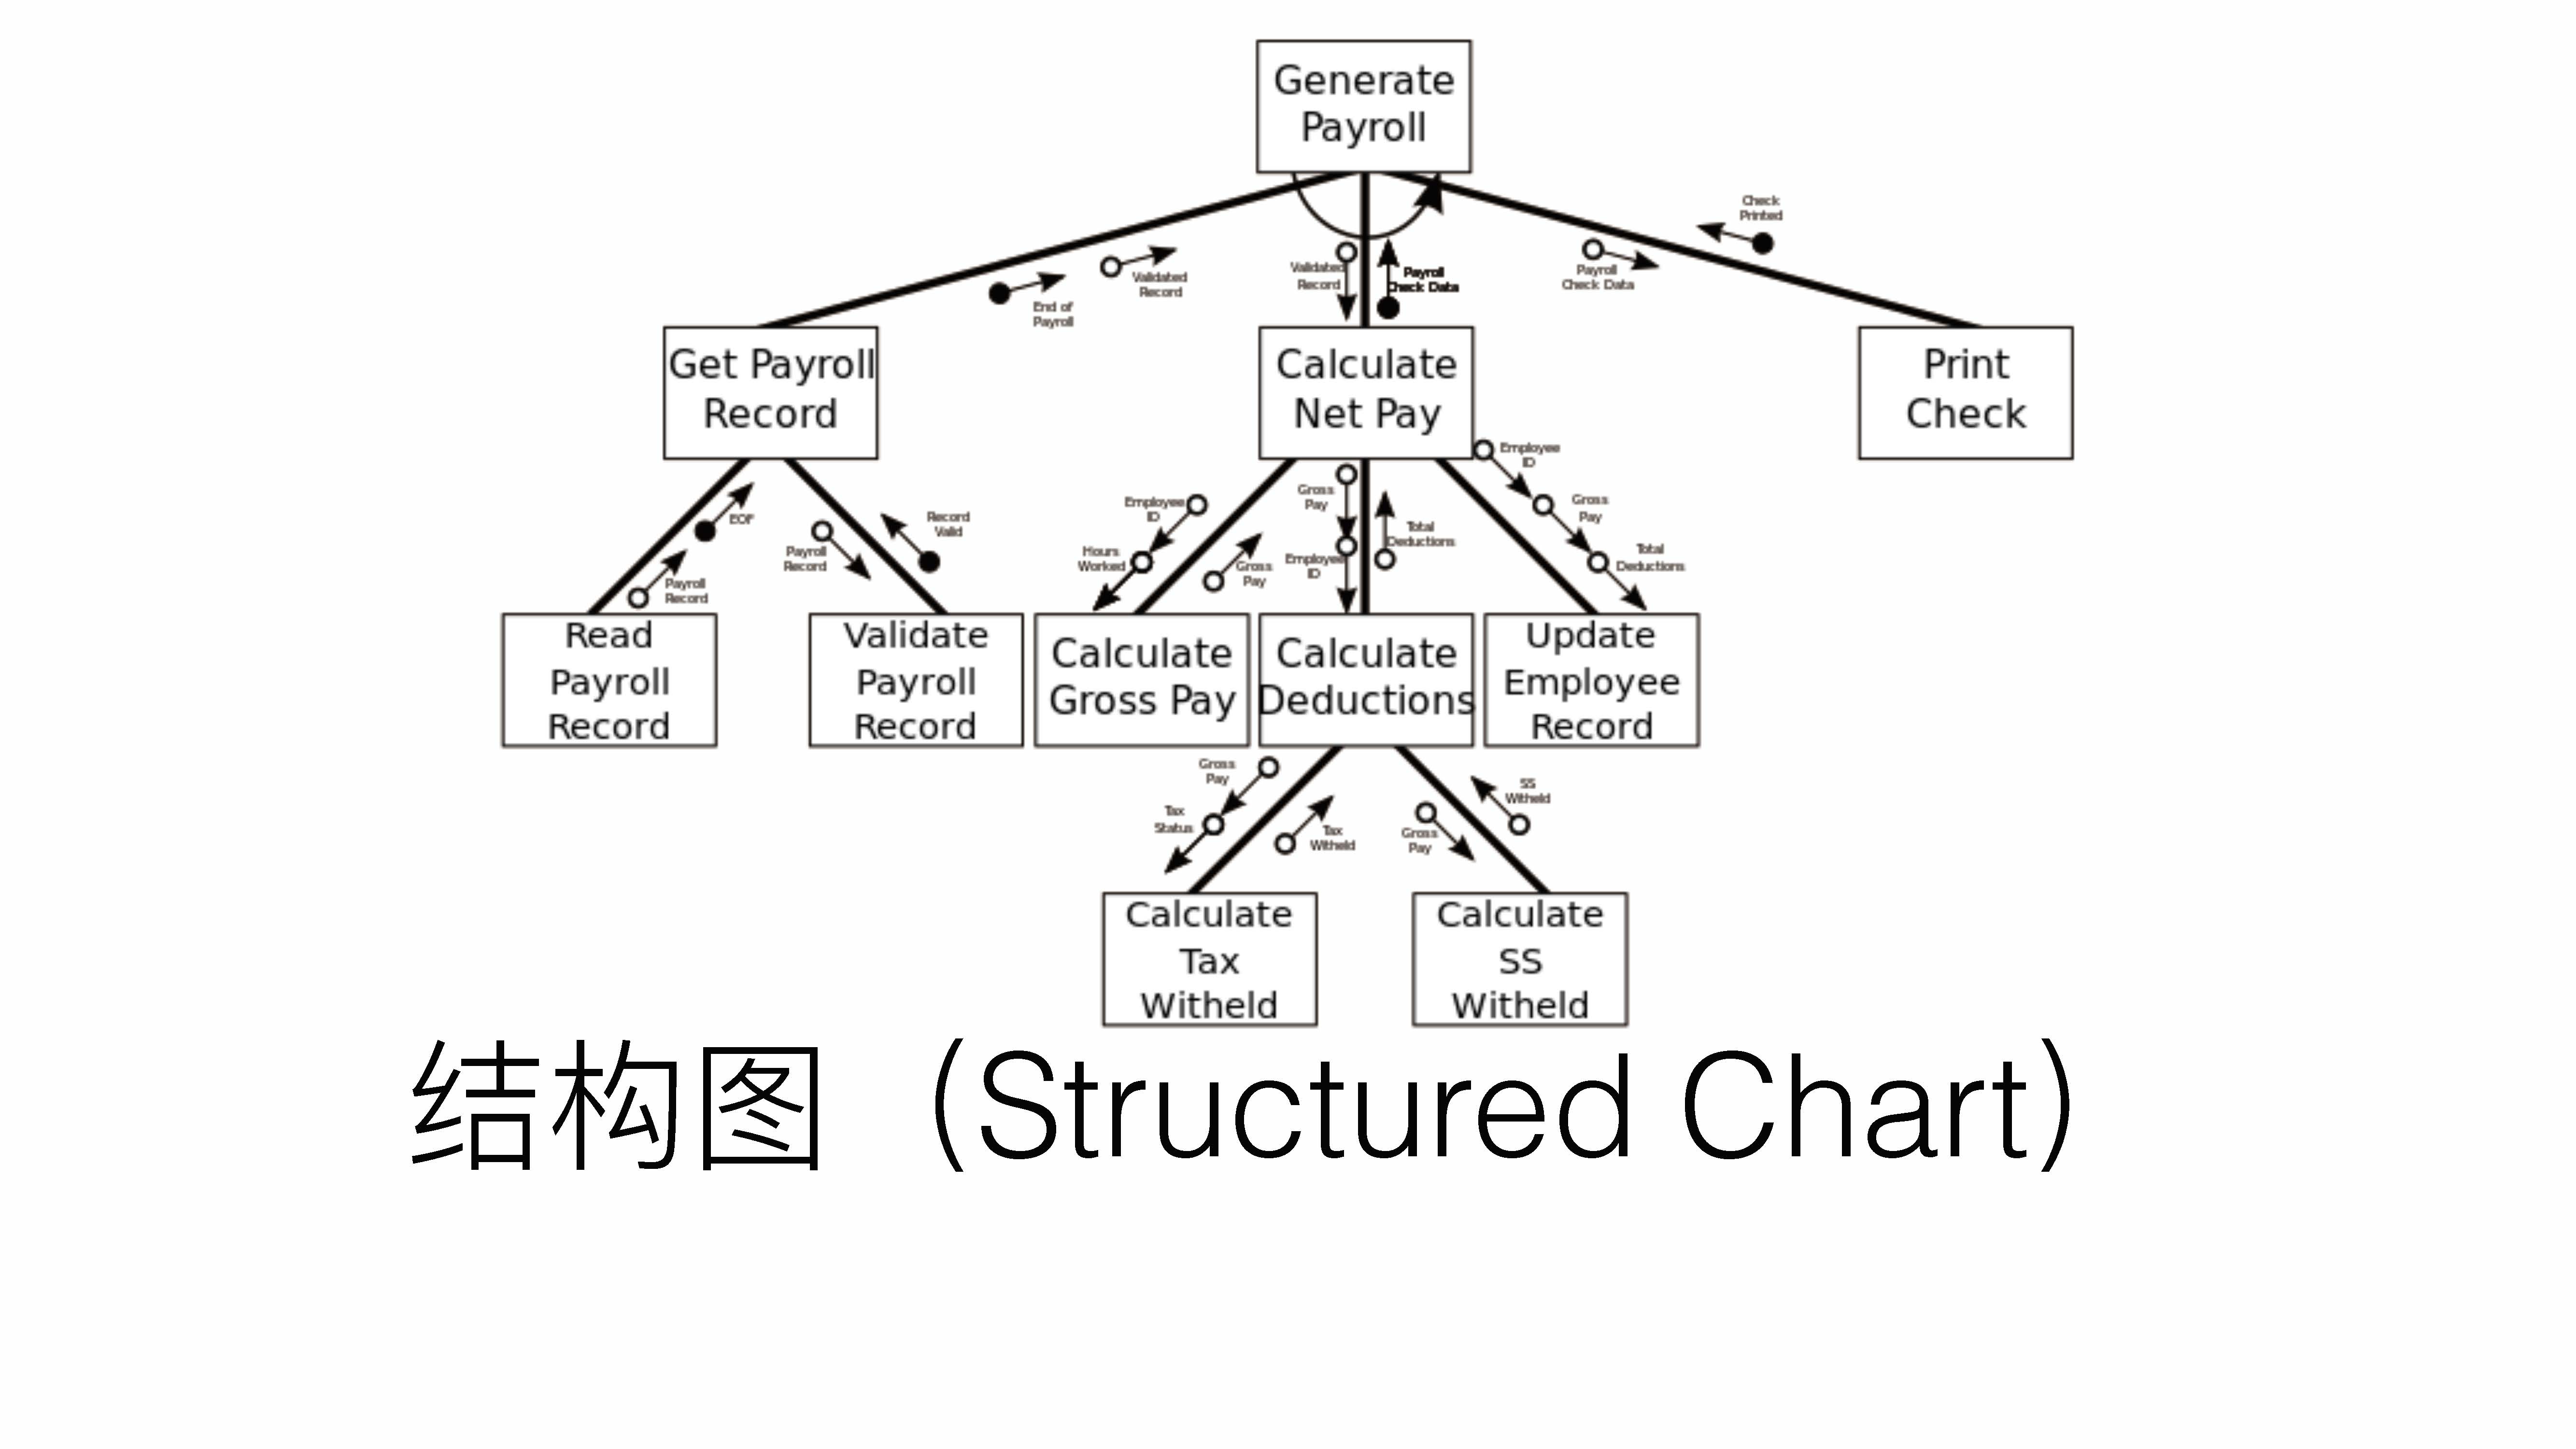 Generate
Payroll
Check
Printed
Validated
Record
End of
Payroll
Validated
Record
Payroll
Check Data
Payroll
Check Data
Get Payroll
Record
Calculate
Net Pay
Print
Check
EOF
Payroll
Record
Payroll
Record
Record
Valid
Employee
ID
Hours
Worked
Gross
Pay
Gross
Pay
Employee
ID
Total
Deductions
Employee
ID
Gross
Pay
Total
Deductions
Read
Payroll
Record
Validate
Payroll
Record
Calculate
Gross Pay
Calculate
Deductions
Update
Employee
Record
Gross
Pay
Tax
Status
Tax
Witheld
Gross
Pay
SS
Witheld
Calculate
Tax
Witheld
Calculate
SS
Witheld
结构图（Structured Chart）